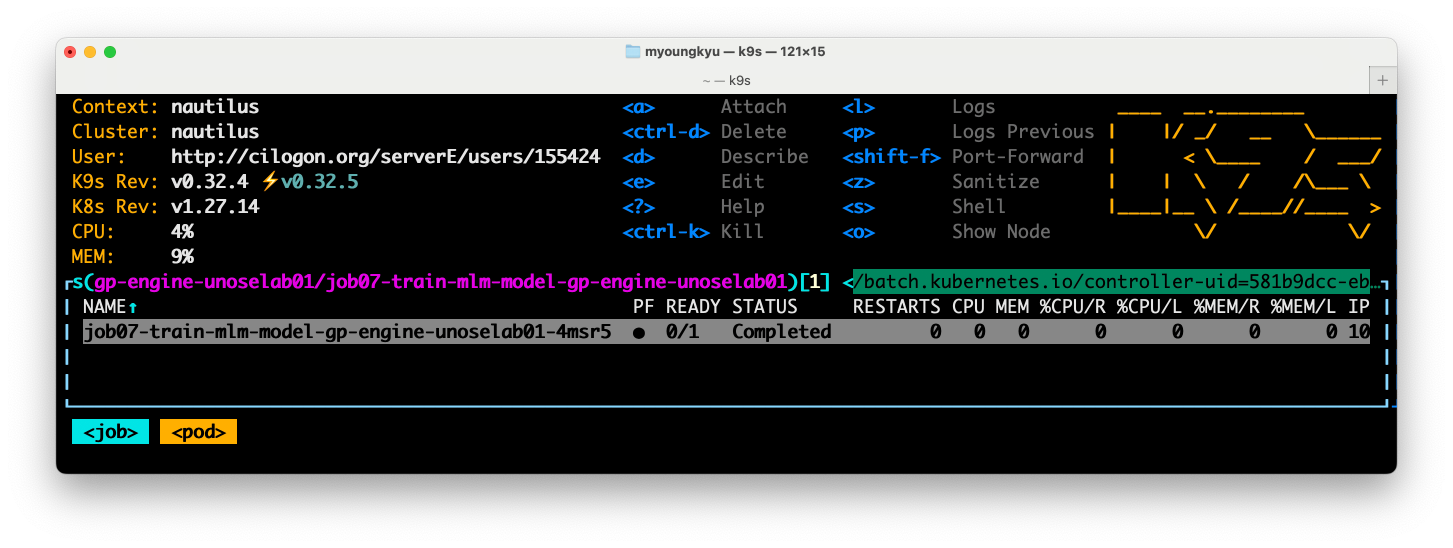 myoungkyu — k9s — 121×15
~ — k9s
Context: nautilus <a> Attach <l> Logs
Cluster: nautilus <ctrl-d> Delete <p> Logs Previous
User: http://cilogon.org/serverE/users/155424 <d> Describe <shift-f> Port-Forward
K9s Rev: v0.32.4 ⚡v0.32.5 <e> Edit <z> Sanitize
K8s Rev: v1.27.14 <?> Help <s> Shell
CPU: 4% <ctrl-k> Kill <o> Show Node
MEM: 9%
s(gp-engine-unoselab01/job07-train-mlm-model-gp-engine-unoselab01)[1] </batch.kubernetes.io/controller-uid=581b9dcc-eb…
NAME↑ PF READY STATUS RESTARTS CPU MEM %CPU/R %CPU/L %MEM/R %MEM/L IP
job07-train-mlm-model-gp-engine-unoselab01-4msr5 ● 0/1 Completed 0 0 0 0 0 0 0 10
<job> <pod>